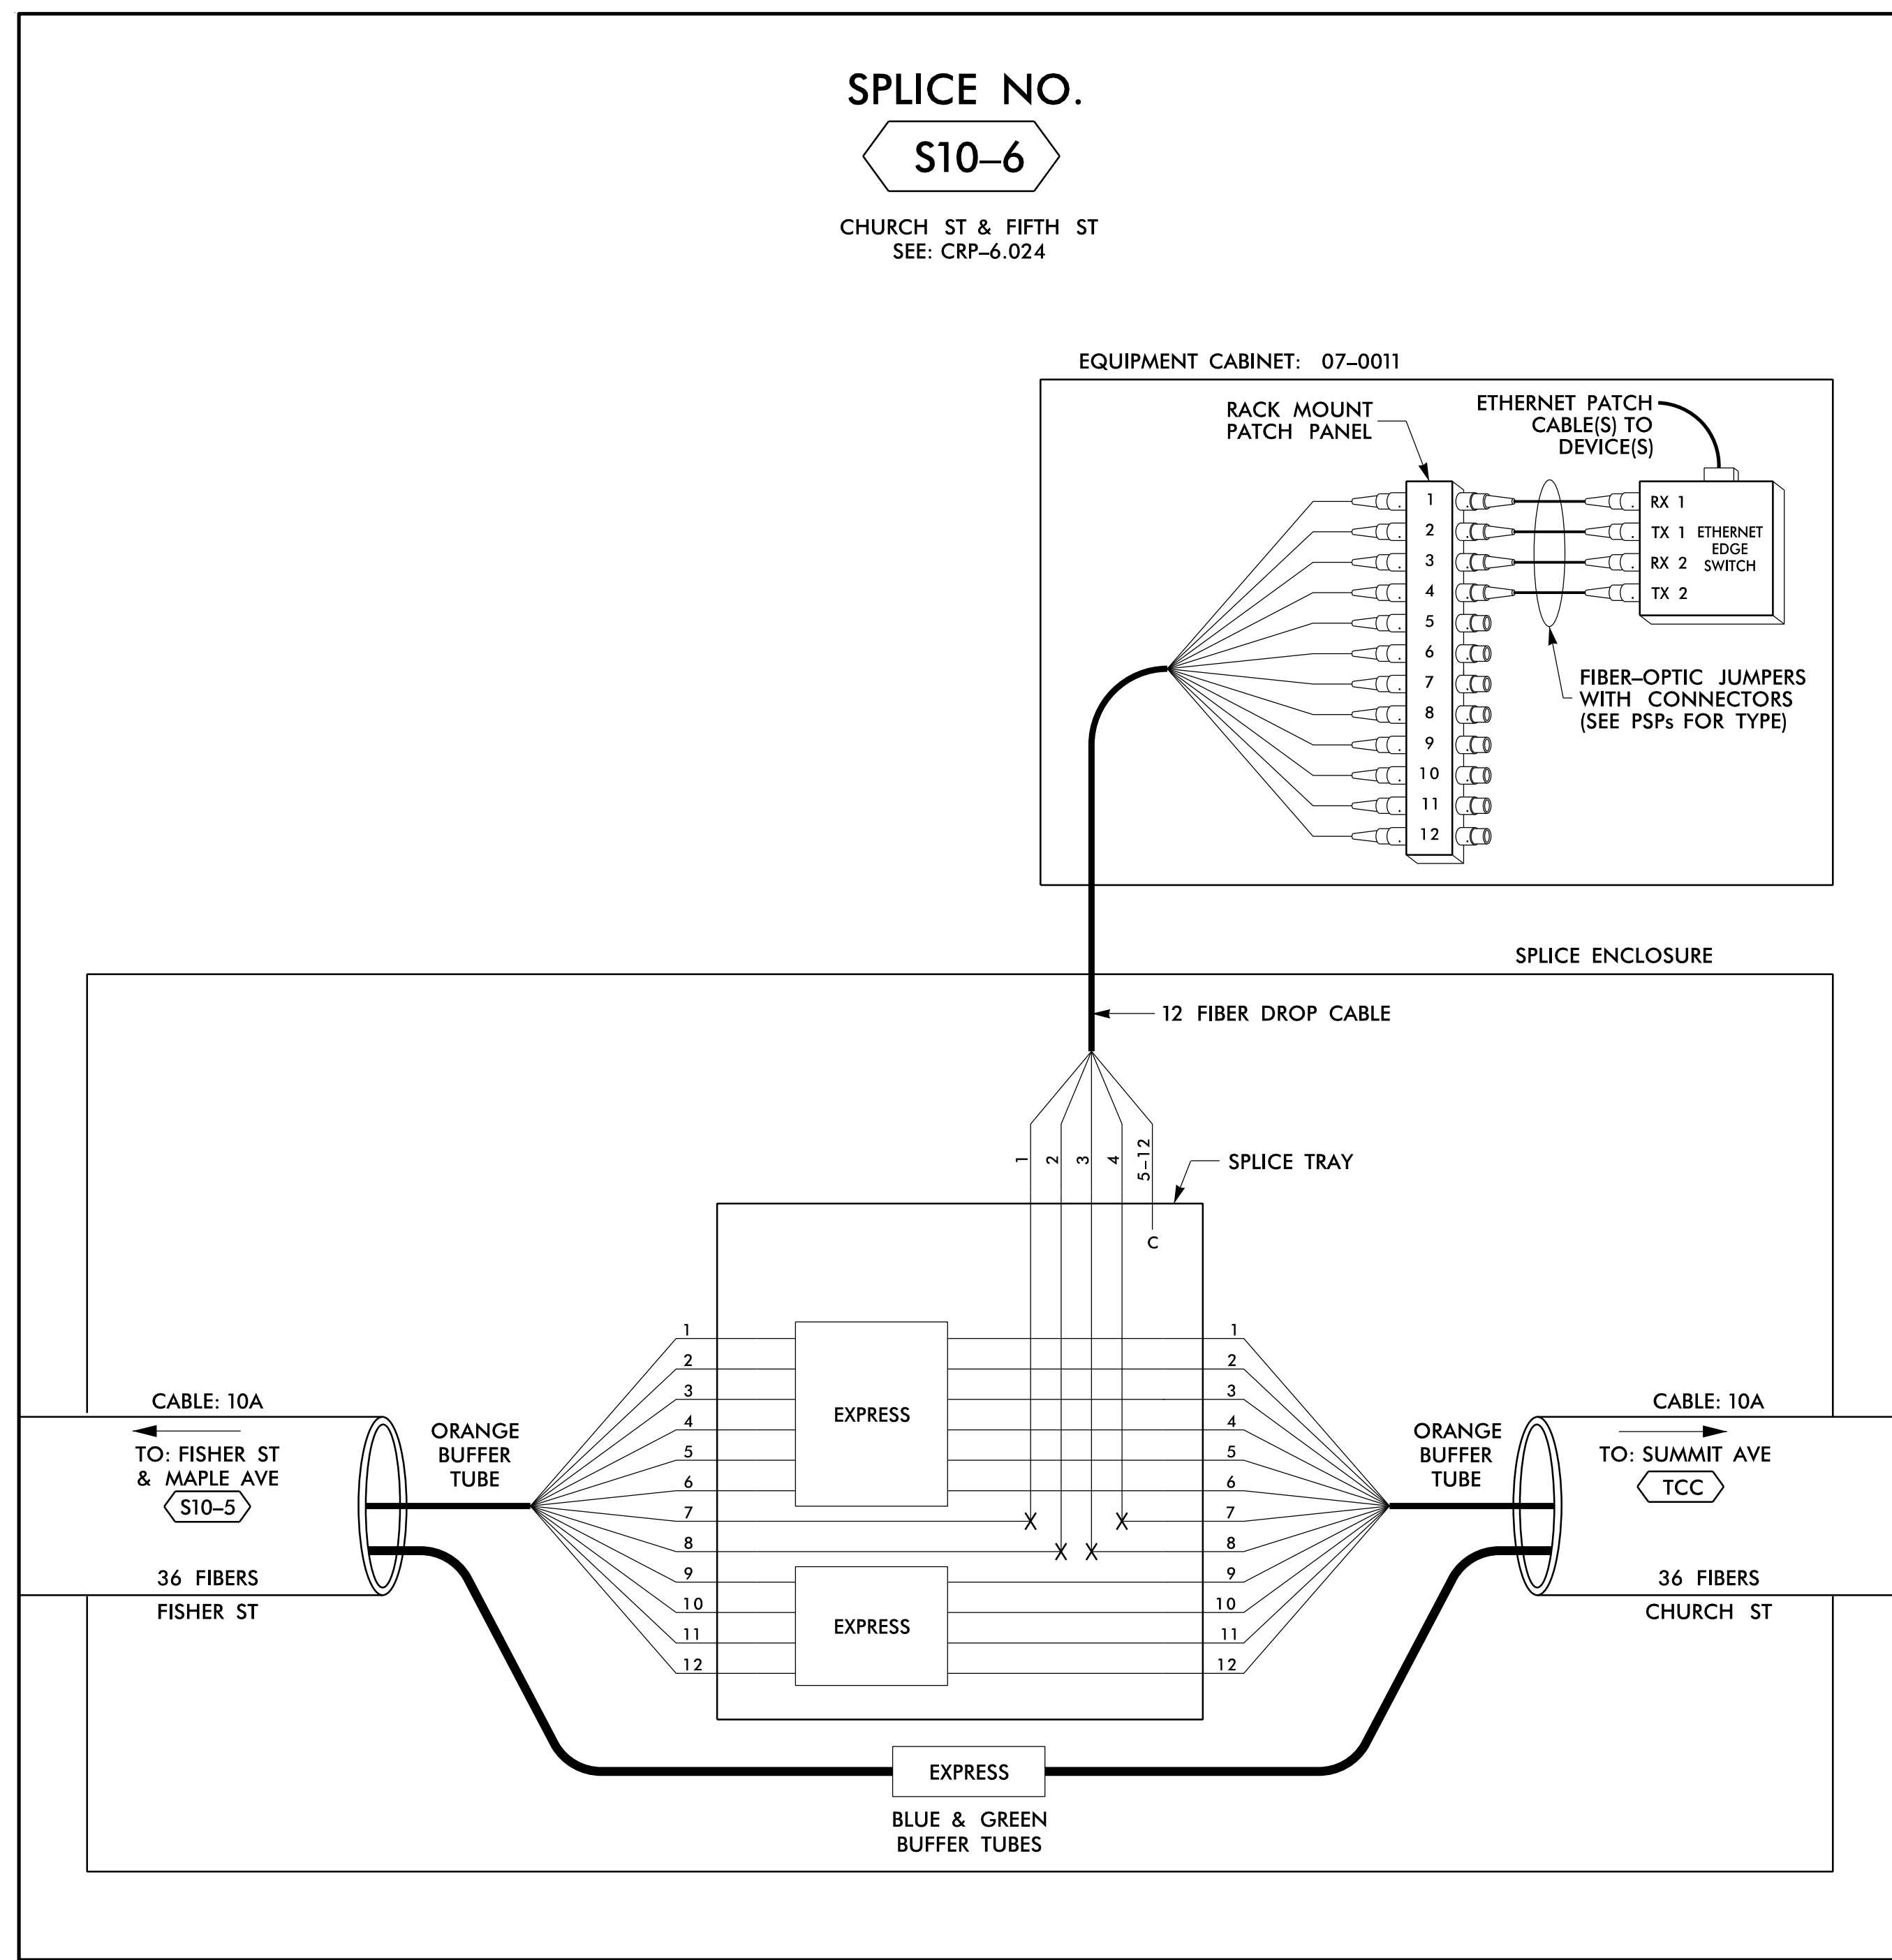 SPLICE NO.
S10–6
CHURCH ST & FIFTH ST
SEE: CRP–6.024
EQUIPMENT CABINET: 07–0011
RACK MOUNT
PATCH PANEL
ETHERNET PATCH
CABLE(S) TO
DEVICE(S)
1
2
3
4
5
6
7
8
9
10
11
12
RX 1
TX 1
RX 2
TX 2
ETHERNET
EDGE
SWITCH
FIBER–OPTIC JUMPERS
WITH CONNECTORS
(SEE PSPs FOR TYPE)
SPLICE ENCLOSURE
12 FIBER DROP CABLE
1
2
3
4
5–12
SPLICE TRAY
C
CABLE: 10A
TO: FISHER ST
& MAPLE AVE
S10–5
36 FIBERS
FISHER ST
ORANGE
BUFFER
TUBE
1
2
3
4
5
6
7
8
9
10
11
12
EXPRESS
EXPRESS
1
2
3
4
5
6
7
8
9
10
11
12
ORANGE
BUFFER
TUBE
CABLE: 10A
TO: SUMMIT AVE
TCC
36 FIBERS
CHURCH ST
EXPRESS
BLUE & GREEN
BUFFER TUBES